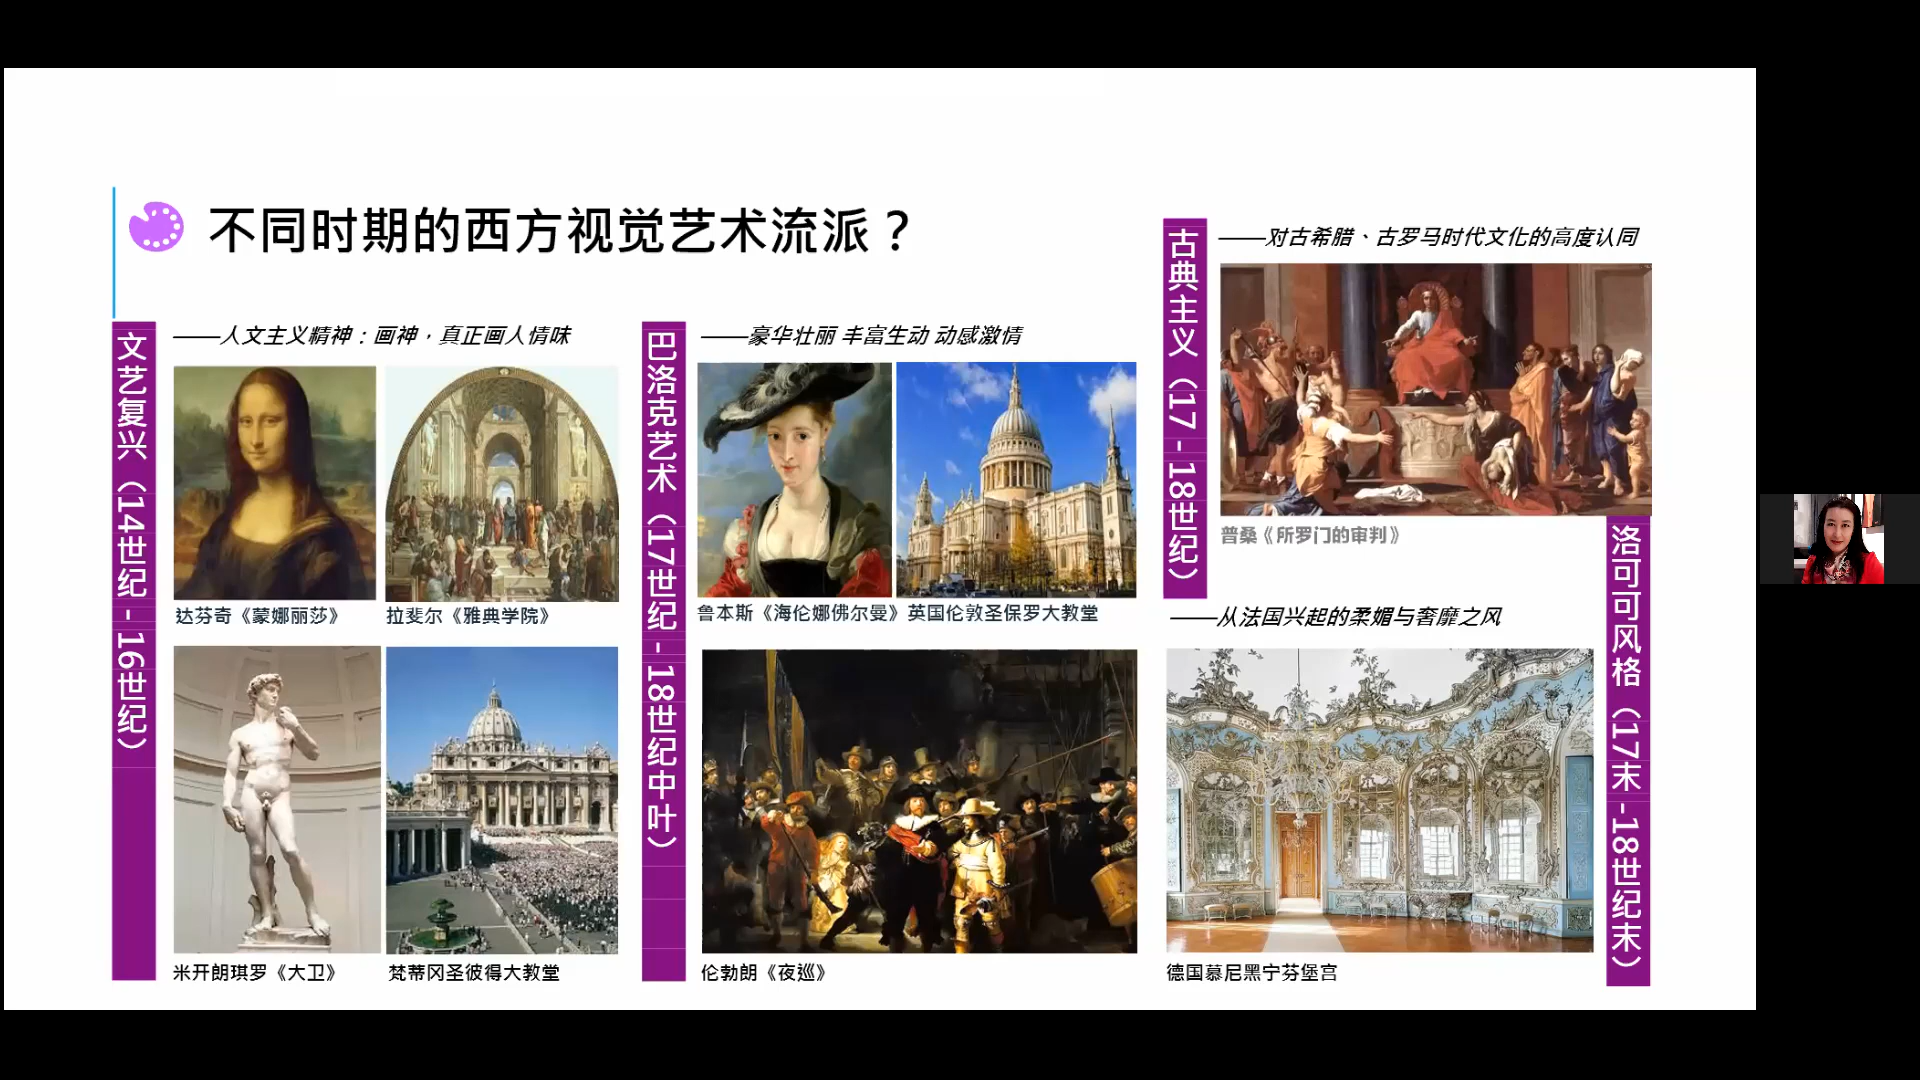 不同时期的西方视觉艺术流派？
文艺复兴（14世纪-16世纪）
——人文主义精神：画神，真正画人情味
达芬奇《蒙娜丽莎》
拉斐尔《雅典学院》
米开朗琪罗《大卫》
梵蒂冈圣彼得大教堂
巴洛克艺术（17世纪-18世纪中叶）
——豪华壮丽 丰富生动 动感激情
鲁本斯《海伦娜佛尔曼》
英国伦敦圣保罗大教堂
伦勃朗《夜巡》
古典主义（17-18世纪）
——对古希腊、古罗马时代文化的高度认同
普桑《所罗门的审判》
洛可可风格（17末-18世纪末）
——从法国兴起的柔媚与奢靡之风
德国慕尼黑宁芬堡宫